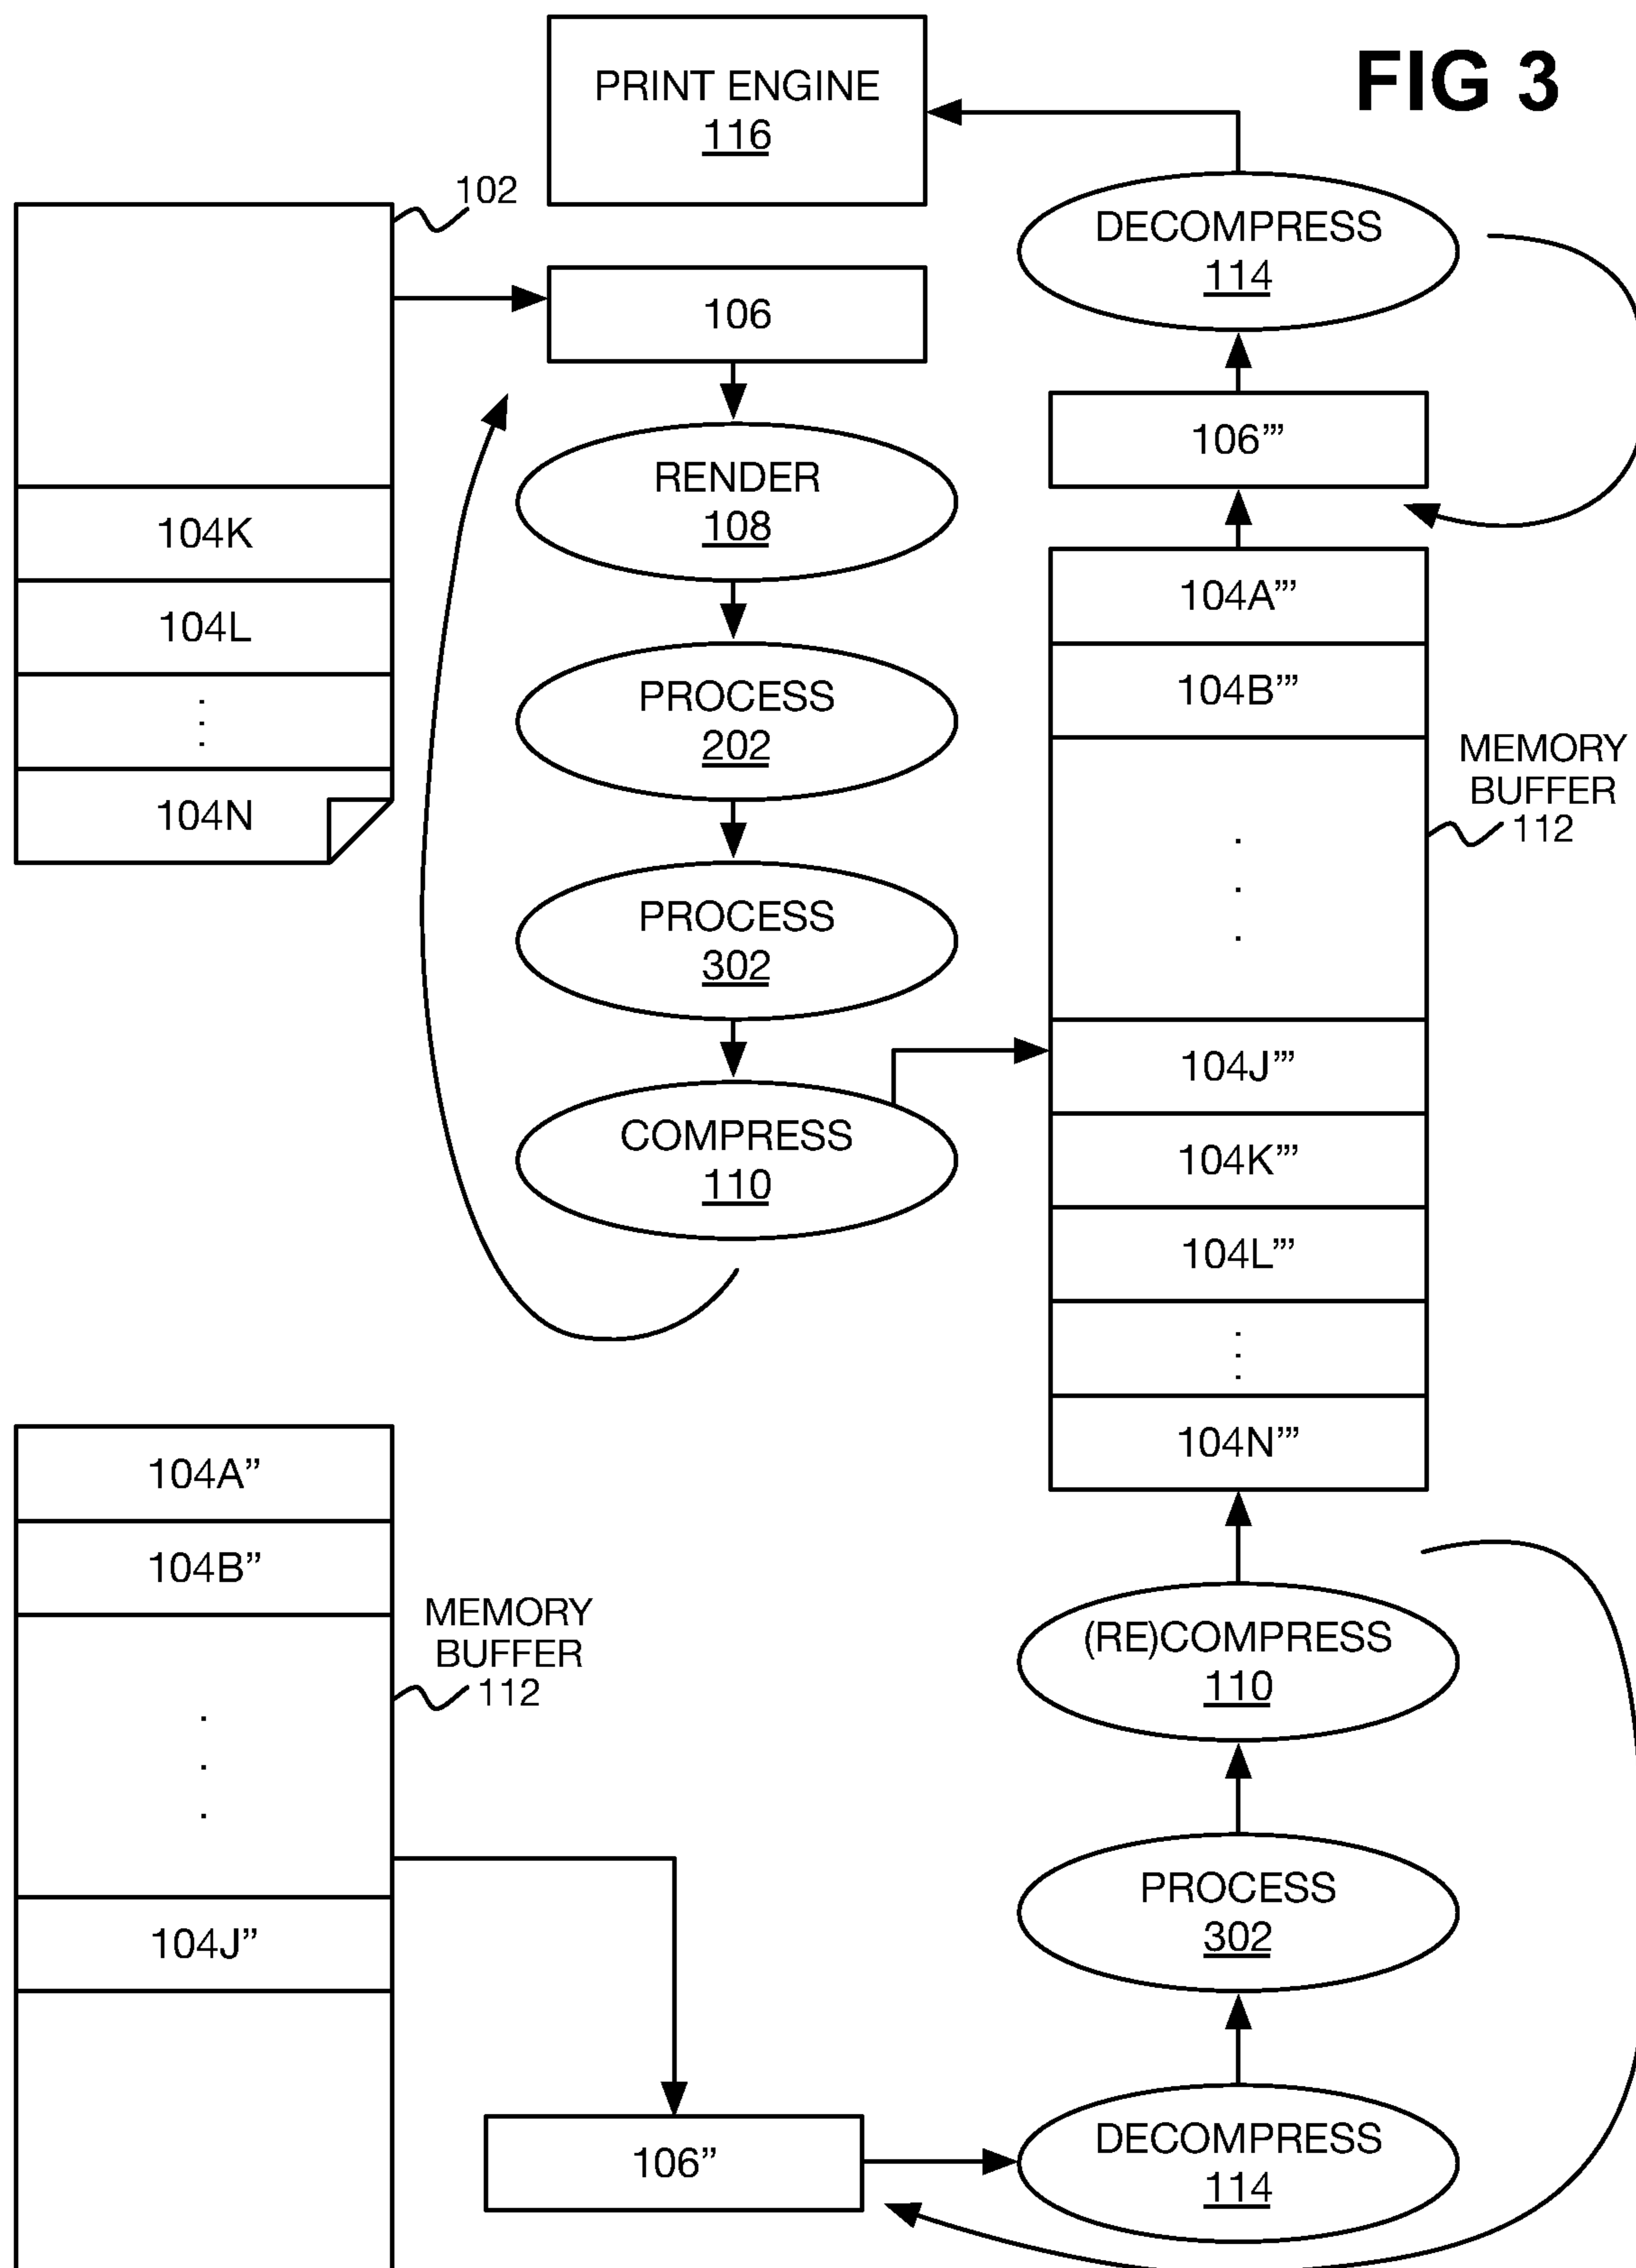 FIG 3
PRINT ENGINE
116
102
106
RENDER
108
PROCESS
202
PROCESS
302
COMPRESS
110
104K
104L
⋮
104N
DECOMPRESS
114
106’’’
104A’’’
104B’’’
.
.
.
104J’’’
104K’’’
104L’’’
⋮
104N’’’
MEMORY
BUFFER
112
104A’’
104B’’
.
.
.
104J’’
MEMORY
BUFFER
112
(RE)COMPRESS
110
PROCESS
302
DECOMPRESS
114
106’’